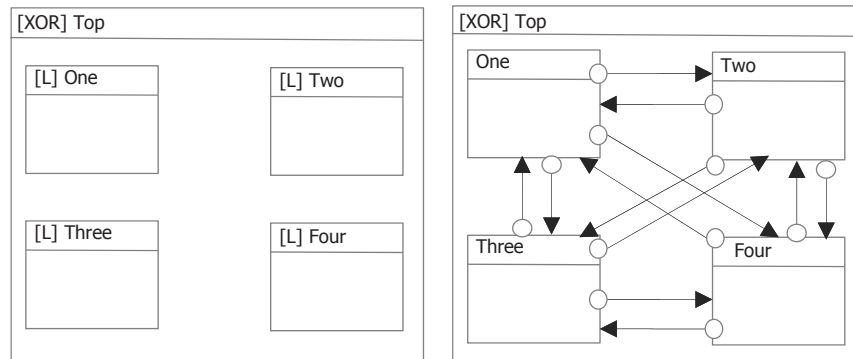 [XOR] Top
[L] One
[L] Two
[L] Three
[L] Four
[XOR] Top
One
Two
Three
Four